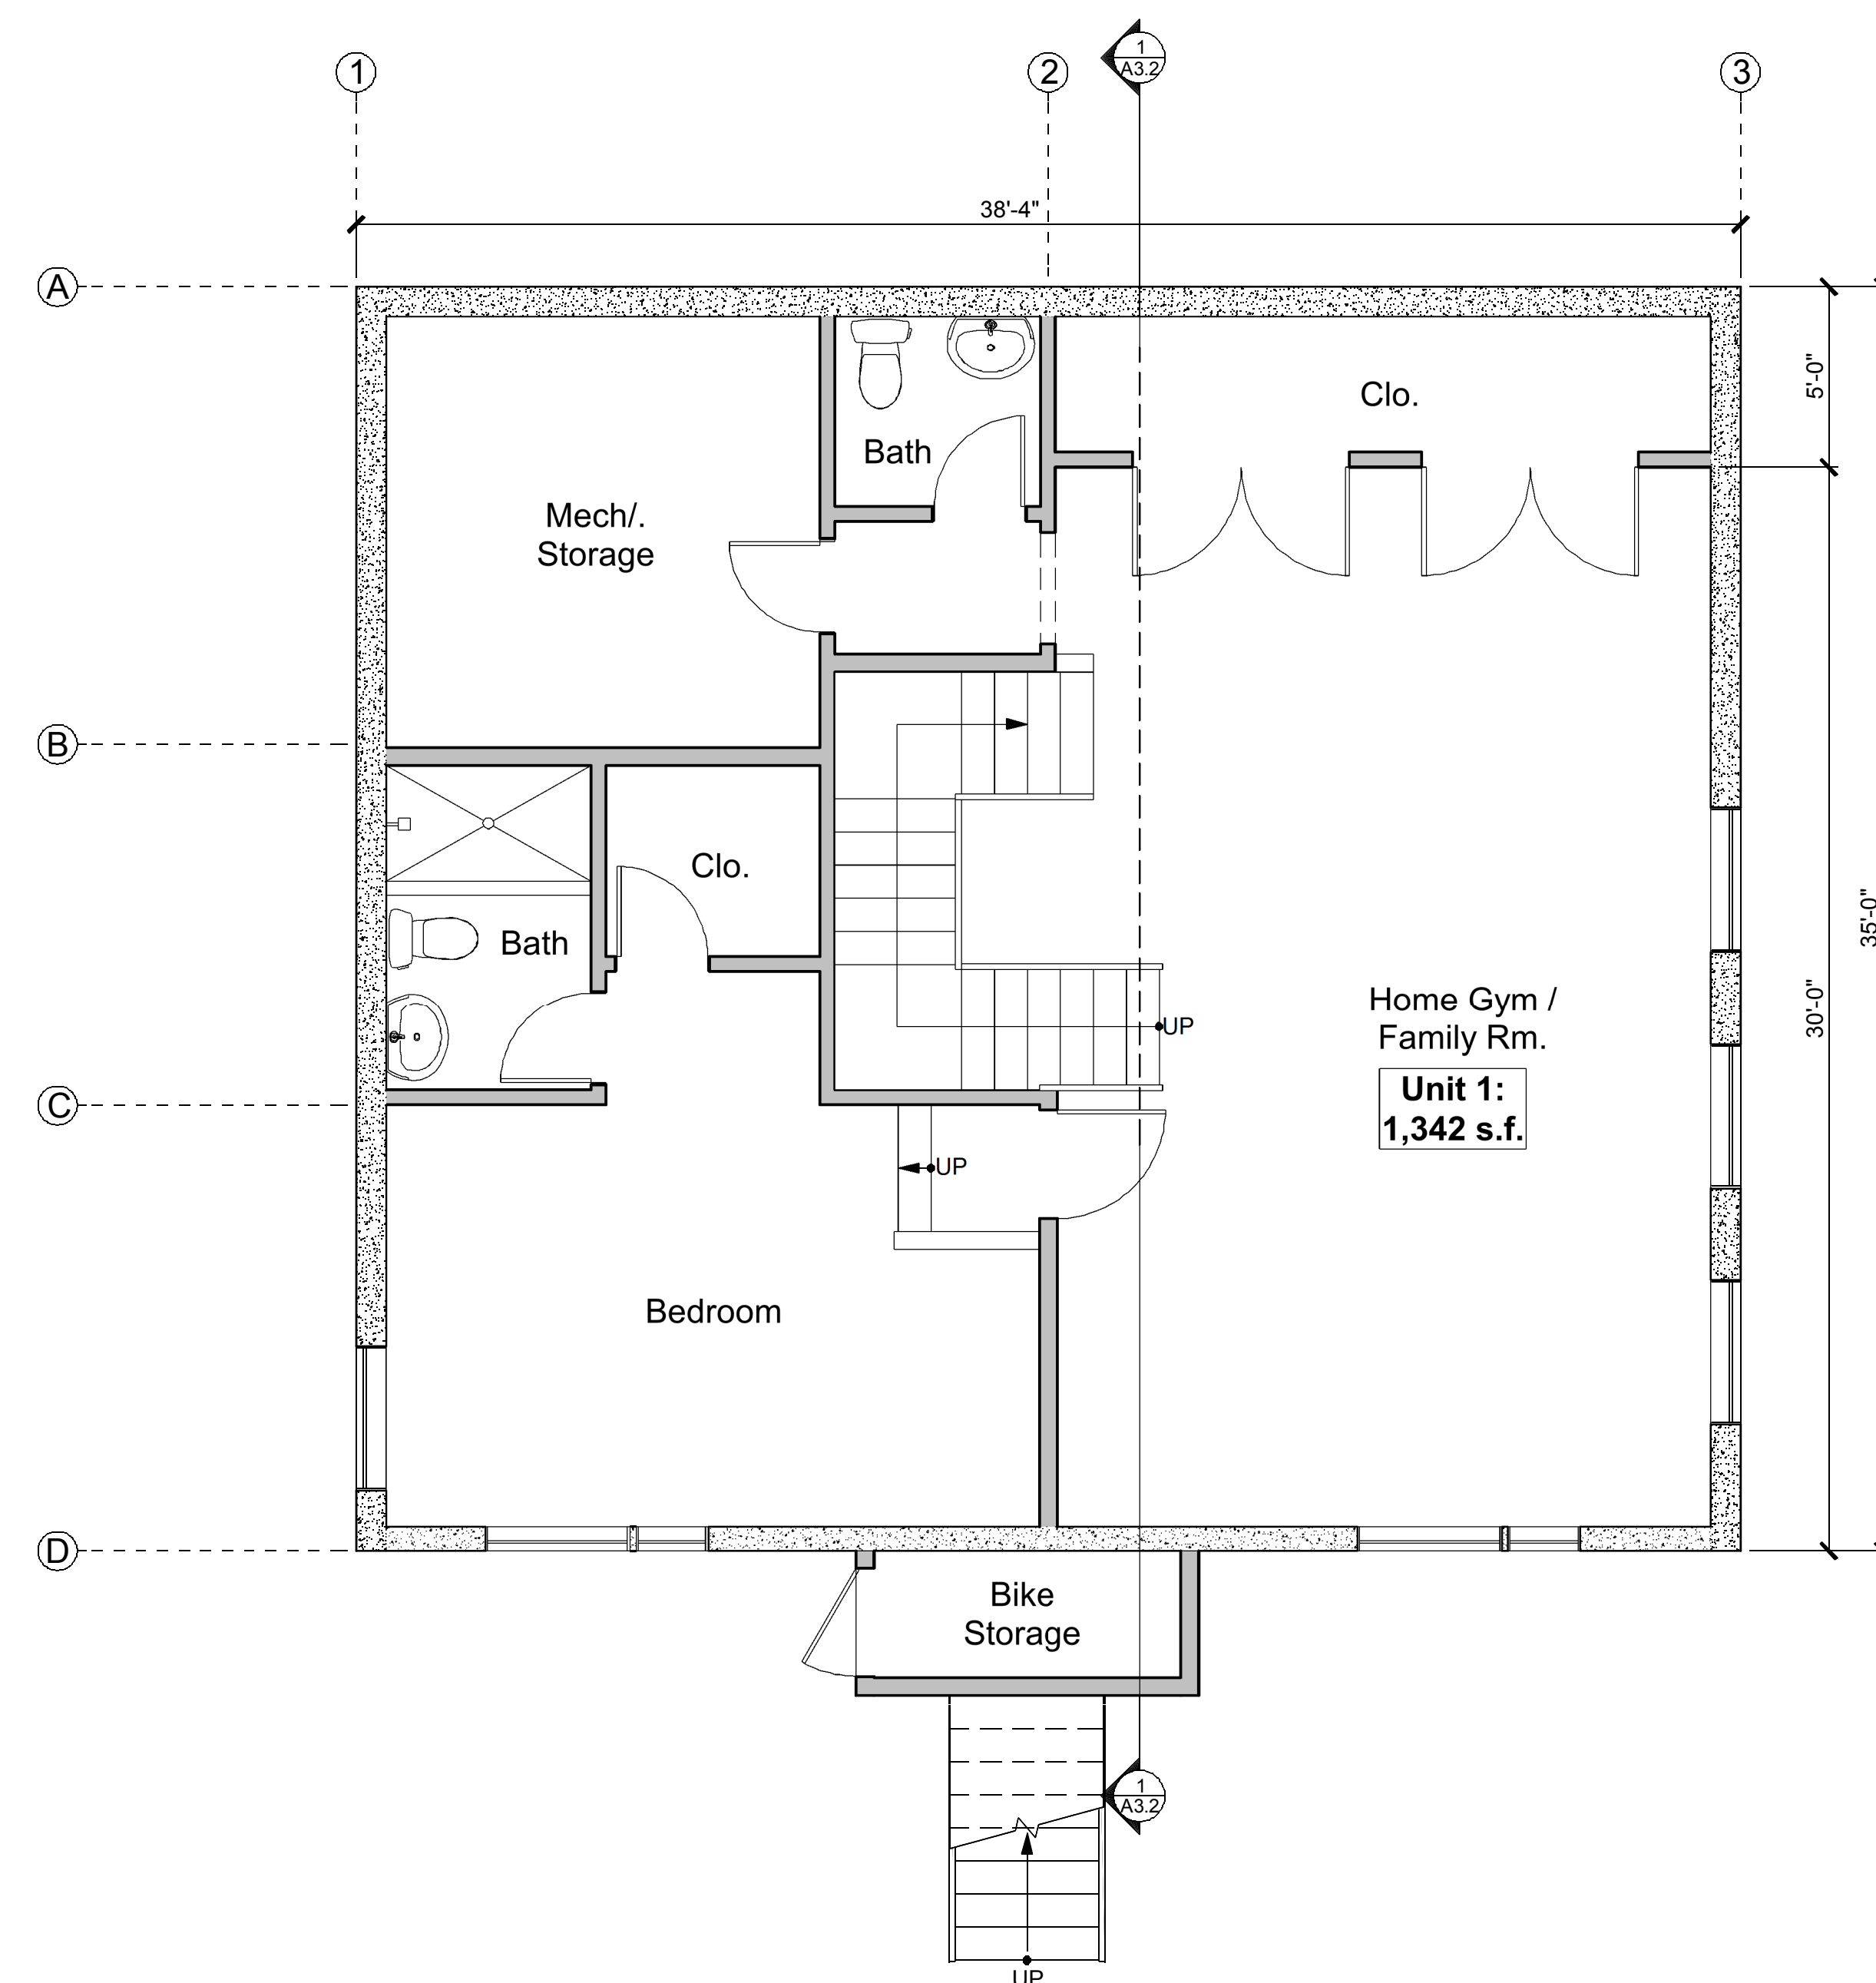 1
2
1
A3.2
3
38'-4"
A
5'-0"
Clo.
Bath
Mech/.
Storage
B
Clo.
35'-0"
Bath
Home Gym /
Family Rm.
30'-0"
UP
Unit 1:
1,342 s.f.
C
UP
Bedroom
D
Bike
Storage
1
A3.2
UP